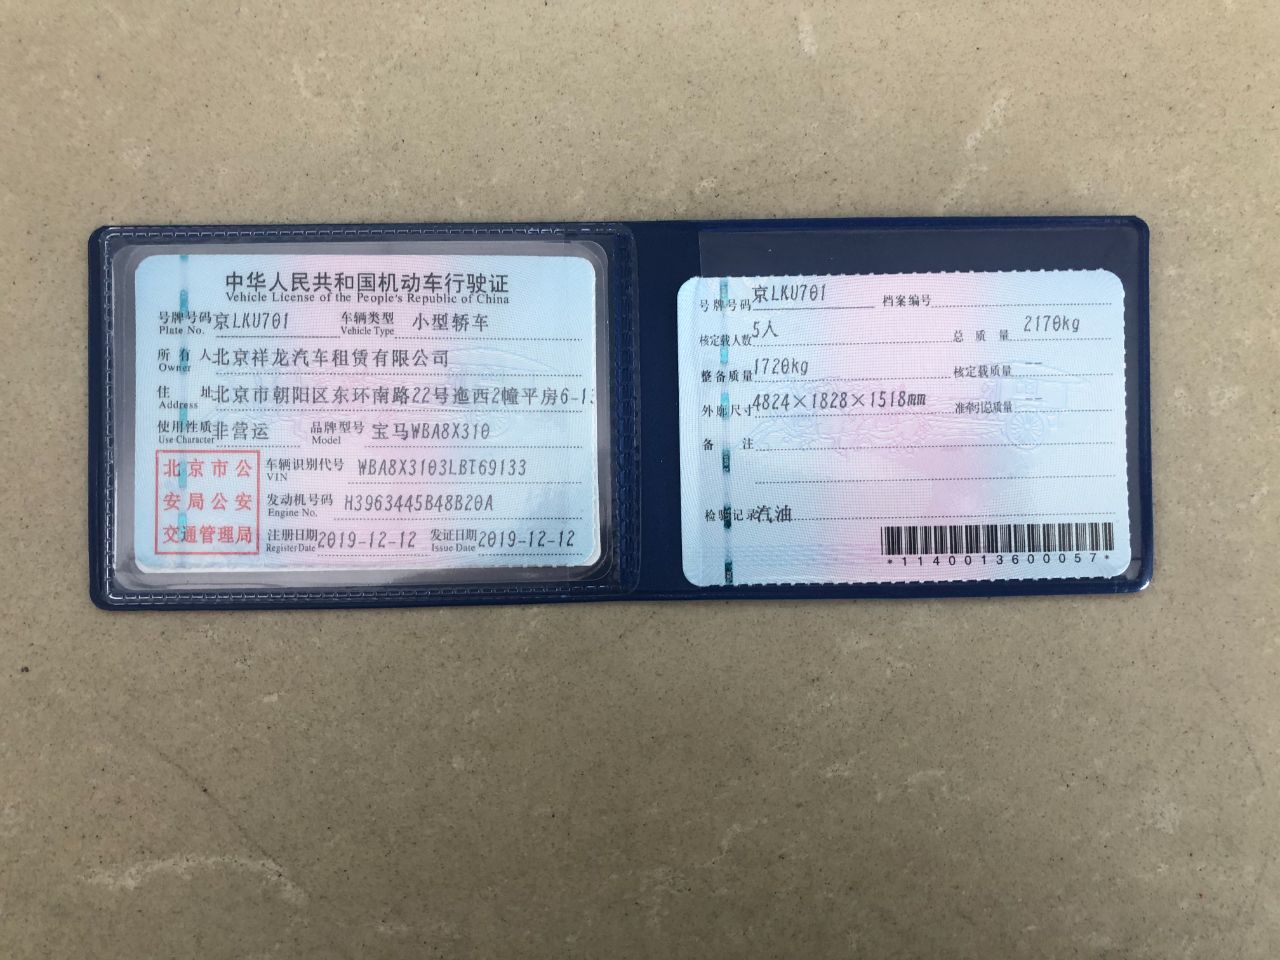 中华人民共和国机动车行驶证
Vehicle License of the People's Republic of China
号牌号码 京LKU701 车辆类型 小型轿车
Plate No. Vehicle Type
所有人 北京祥龙汽车租赁有限公司
Owner
住址 北京市朝阳区东环南路22号迤西2幢平房6-13
Address
使用性质 非营运 品牌型号 宝马WBA8X310
Use Character Model
北京市公
安局公安
交通管理局
车辆识别代号 WBA8X3103LBT69133
VIN
发动机号码 H3963445B48B20A
Engine No.
注册日期 2019-12-12 发证日期 2019-12-12
Register Date Issue Date
号牌号码 京LKU701 档案编号
核定载人数 5人 总质量 2170kg
整备质量 1720kg 核定载质量 --
外廓尺寸 4824×1828×1518mm 准牵引总质量 --
备注
检验记录 汽油
*1140013600057*